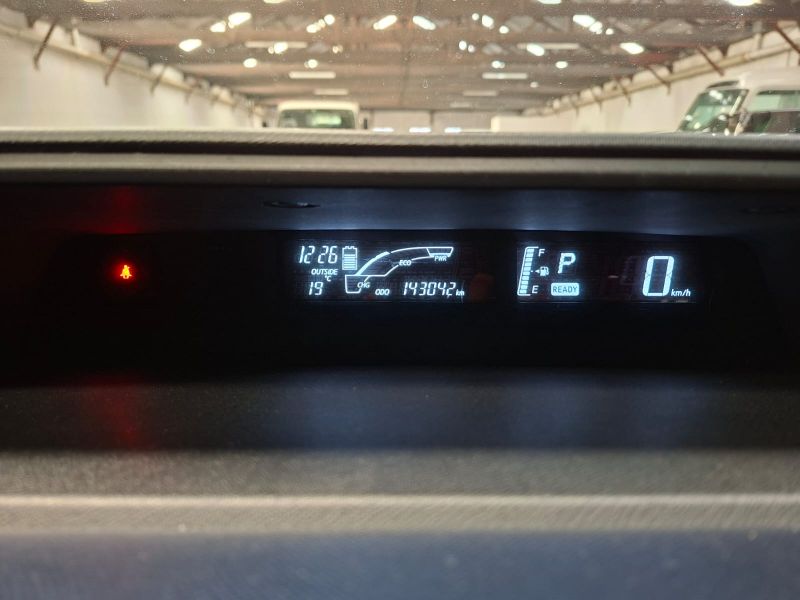 12 26
OUTSIDE
19 °C
ECO
PWR
CHG
ODO 143042 km
F
E
P
READY
0 km/h